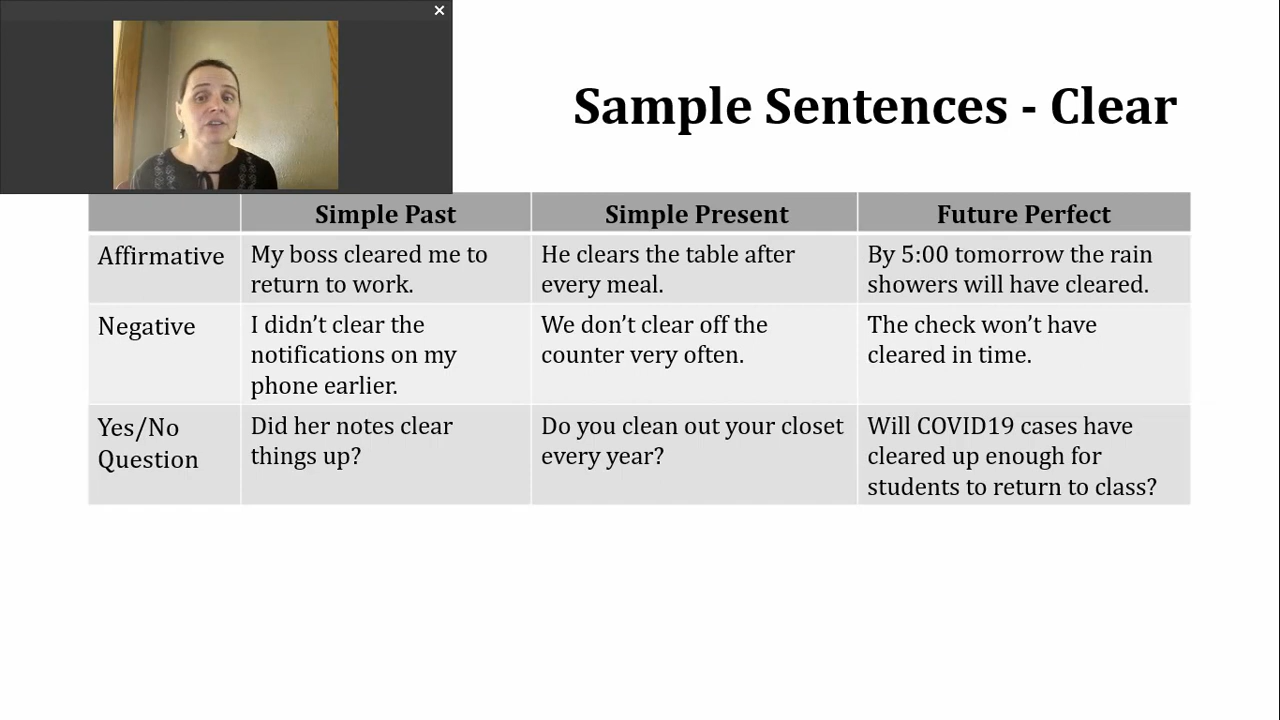 Sample Sentences - Clear
Simple Past
Simple Present
Future Perfect
Affirmative
My boss cleared me to
return to work.
He clears the table after
every meal.
By 5:00 tomorrow the rain
showers will have cleared.
Negative
I didn’t clear the
notifications on my
phone earlier.
We don’t clear off the
counter very often.
The check won’t have
cleared in time.
Yes/No
Question
Did her notes clear
things up?
Do you clean out your closet
every year?
Will COVID19 cases have
cleared up enough for
students to return to class?